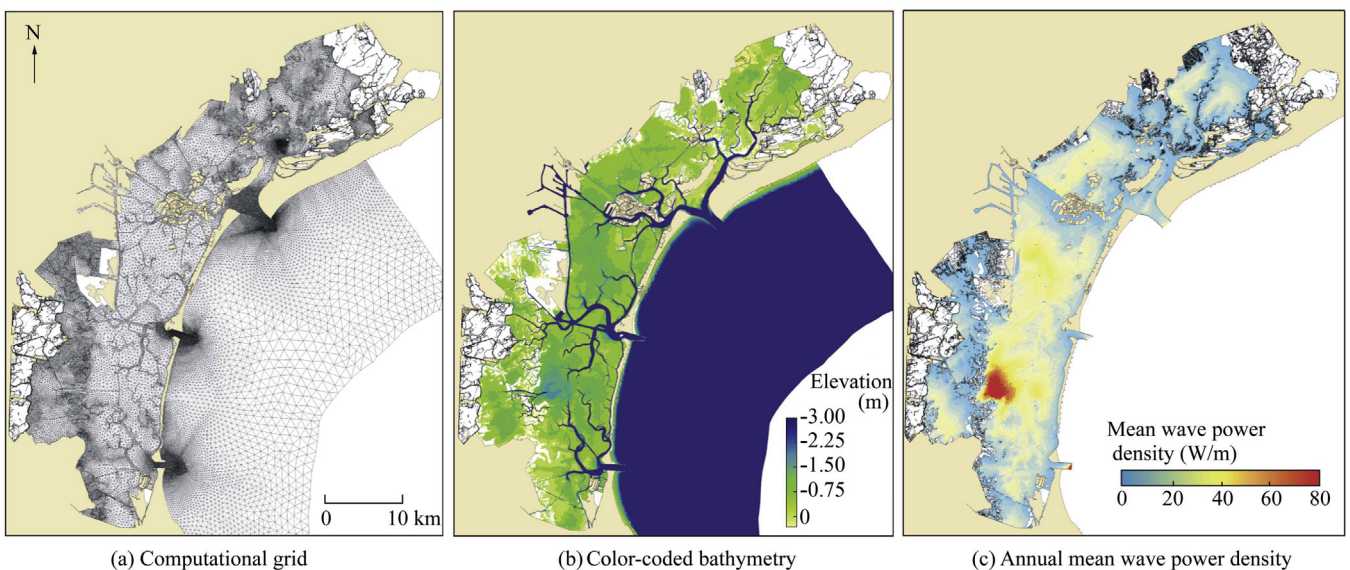 N
0 10 km
Elevation
(m)
-3.00
-2.25
-1.50
-0.75
0
Mean wave power
density (W/m)
0 20 40 60 80
(a) Computational grid
(b) Color-coded bathymetry
(c) Annual mean wave power density